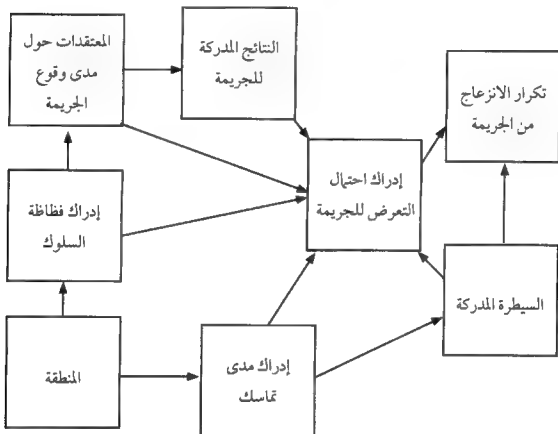 المعتقدات حول
مدى وقوع
الجريمة
النتائج المدركة
للجريمة
تكرار الانزعاج
من الجريمة
إدراك احتمال
التعرض للجريمة
إدراك فظاظة
السلوك
السيطرة المدركة
المنطقة
إدراك مدى
تماسك